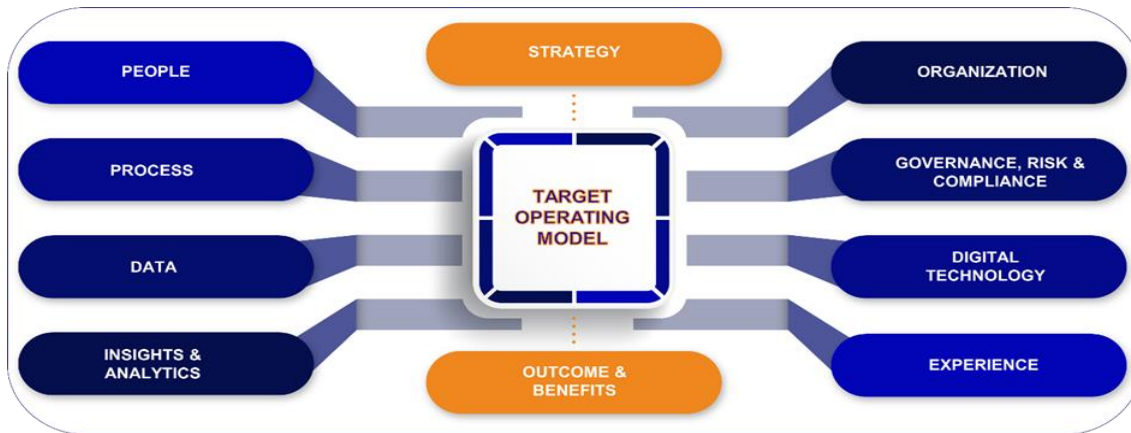 PEOPLE
STRATEGY
ORGANIZATION
PROCESS
TARGET
OPERATING
MODEL
GOVERNANCE, RISK &
COMPLIANCE
DATA
DIGITAL
TECHNOLOGY
INSIGHTS &
ANALYTICS
OUTCOME &
BENEFITS
EXPERIENCE